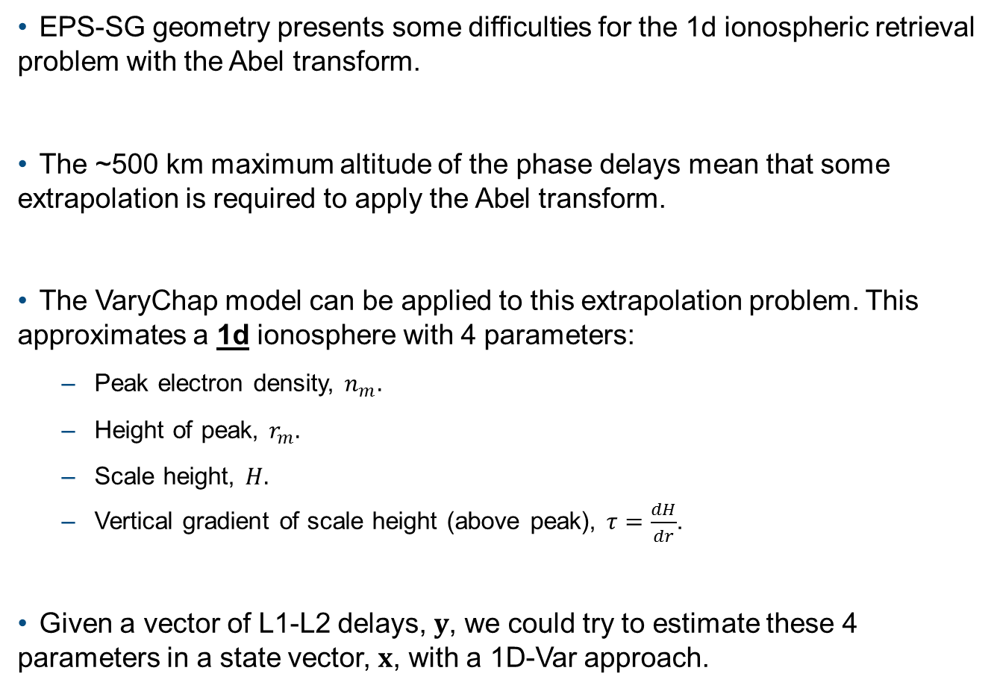 • EPS-SG geometry presents some difficulties for the 1d ionospheric retrieval
problem with the Abel transform.
• The ~500 km maximum altitude of the phase delays mean that some
extrapolation is required to apply the Abel transform.
• The VaryChap model can be applied to this extrapolation problem. This
approximates a 1d ionosphere with 4 parameters:
– Peak electron density, n_m.
– Height of peak, r_m.
– Scale height, H.
– Vertical gradient of scale height (above peak), τ = dH/dr.
• Given a vector of L1-L2 delays, y, we could try to estimate these 4
parameters in a state vector, x, with a 1D-Var approach.